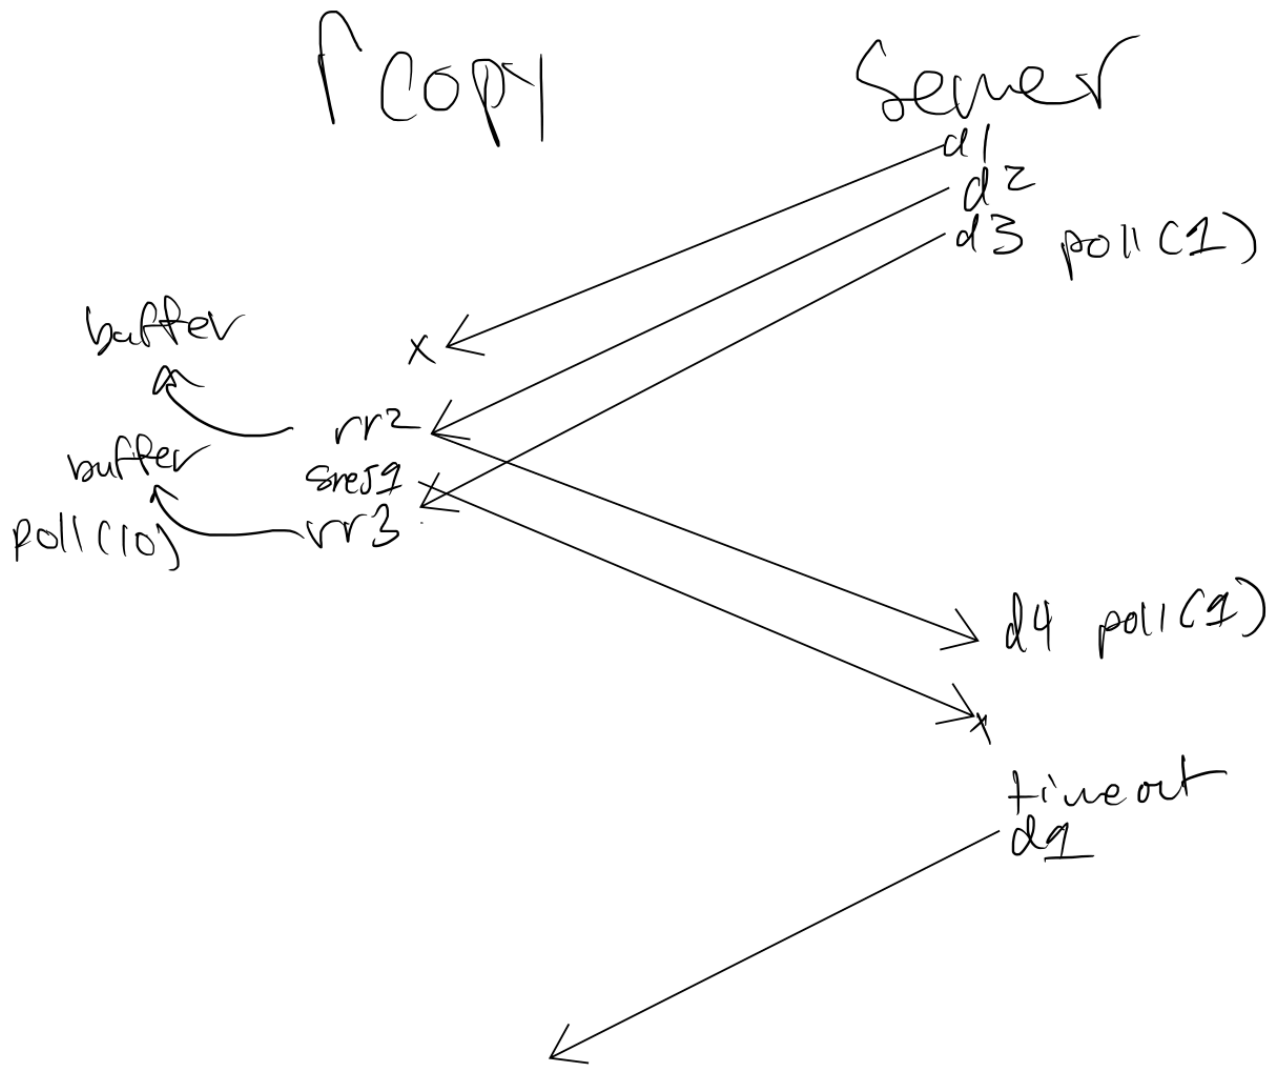 rcopy
Server
d1
d2
d3 poll(1)
buffer
x
rr2
buffer
srej1
poll(10)
rr3
d4 poll(1)
x
timeout
d1